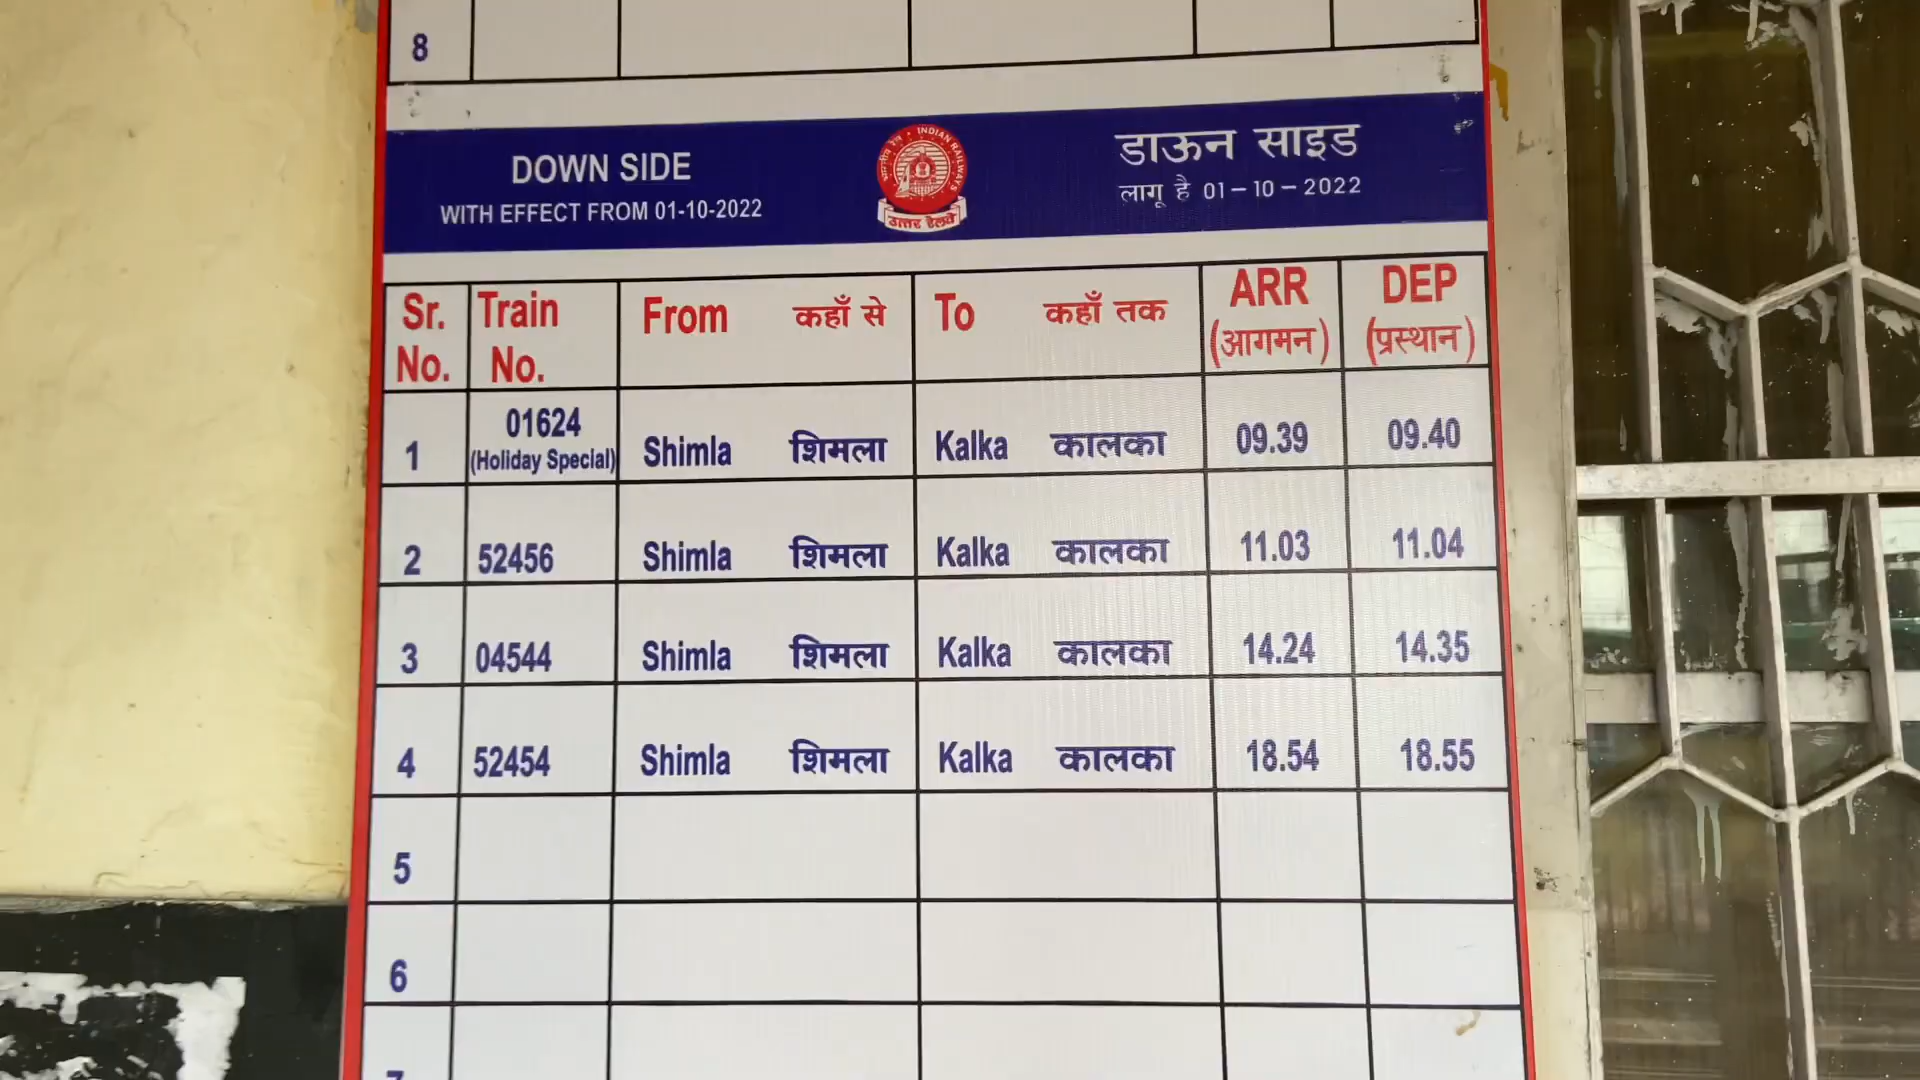 8
DOWN SIDE
WITH EFFECT FROM 01-10-2022
INDIAN RAILWAYS
भारतीय रेल
उत्तर रेलवे
डाऊन साइड
लागू है 01-10-2022
Sr. No. Train No. From कहाँ से To कहाँ तक ARR (आगमन) DEP (प्रस्थान)
1 01624 (Holiday Special) Shimla शिमला Kalka कालका 09.39 09.40
2 52456 Shimla शिमला Kalka कालका 11.03 11.04
3 04544 Shimla शिमला Kalka कालका 14.24 14.35
4 52454 Shimla शिमला Kalka कालका 18.54 18.55
5
6